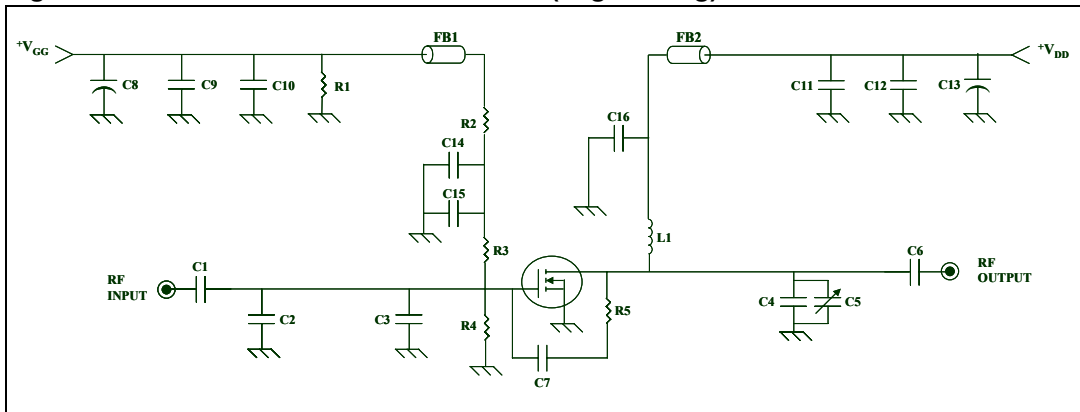 FB1
FB2
+VGG
+VDD
C8
C9
C10
R1
C11
C12
C13
R2
C16
C14
C15
R3
L1
C1
C6
RF
INPUT
RF
OUTPUT
C2
C3
R4
R5
C4
C5
C7